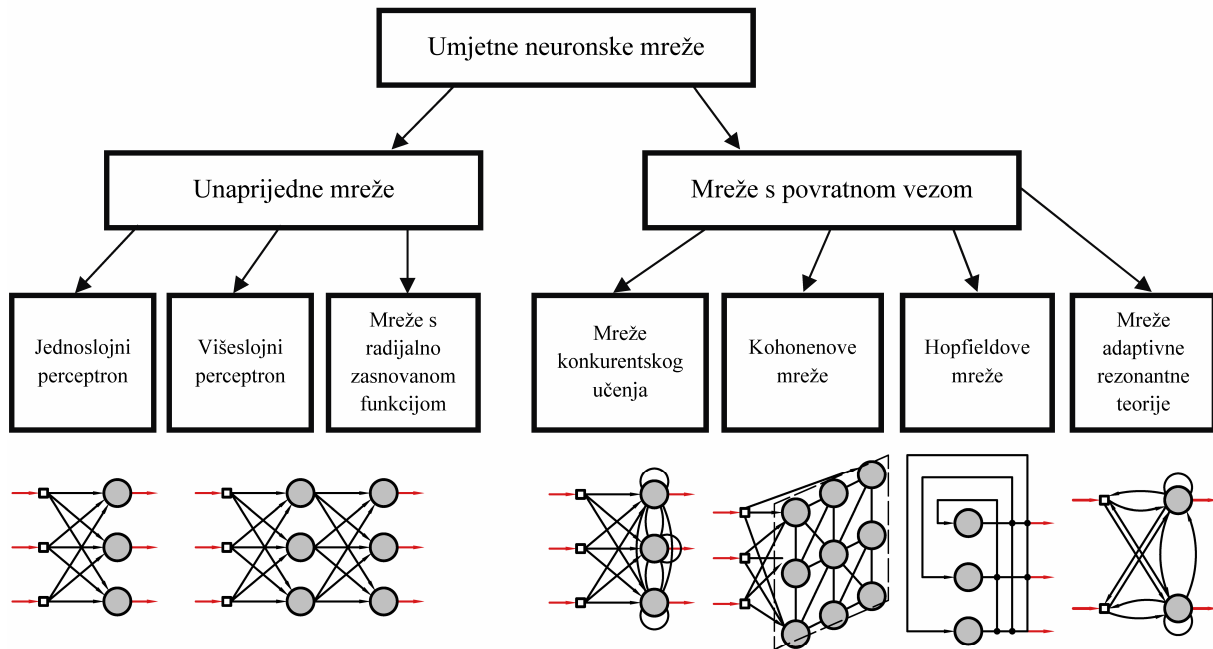 Umjetne neuronske mreže
Unaprijedne mreže
Mreže s povratnom vezom
Jednoslojni
perceptron
Višeslojni
perceptron
Mreže s
radijalno
zasnovanom
funkcijom
Mreže
konkurentskog
učenja
Kohonenove
mreže
Hopfieldove
mreže
Mreže
adaptivne
rezonantne
teorije